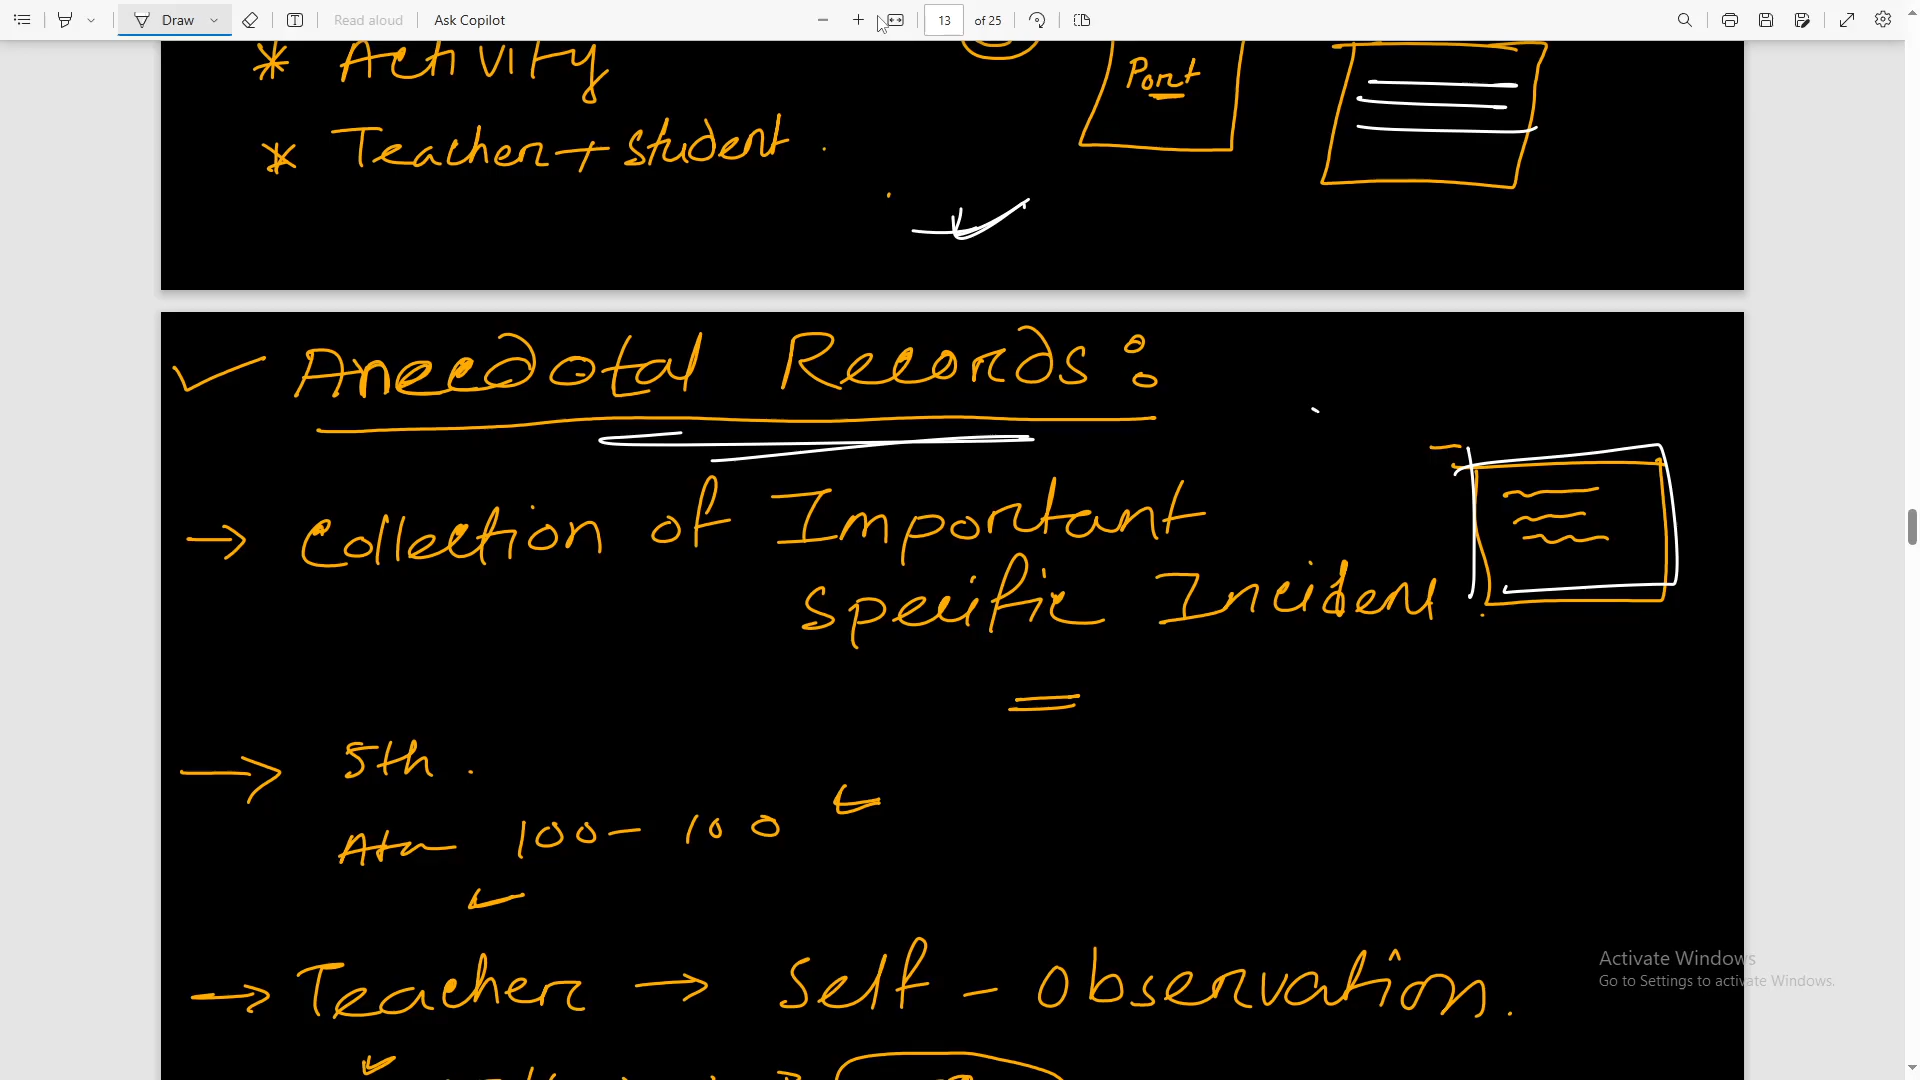 Draw
Read aloud
Ask Copilot
13
of 25
* Activity
Port
* Teacher + student .
Anecdotal Records :
→ Collection of Important
specific Incident .
→ 5th .
100 - 100
→ Teacher → Self - observation .
Activate Windows
Go to Settings to activate Windows.